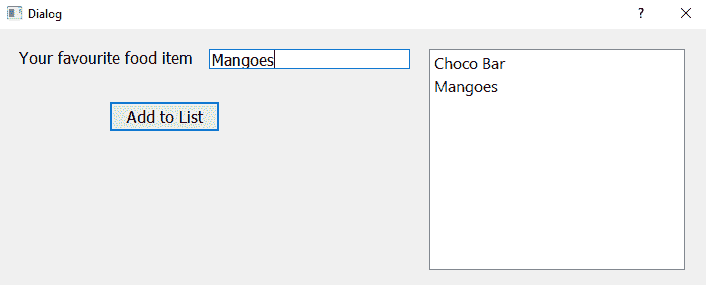 Dialog
?
Your favourite food item
Mangoes
Add to List
Choco Bar
Mangoes